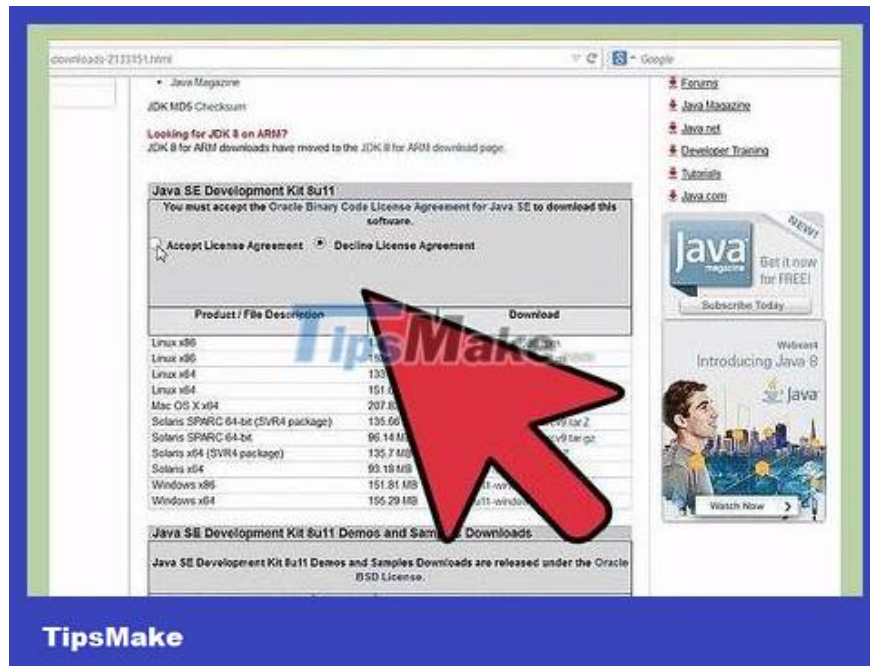 downloads-2133151.html
Google
Java Magazine
JDK MD5 Checksum
Looking for JDK 8 on ARM?
JDK 8 for ARM downloads have moved to the JDK 8 for ARM download page.
Java SE Development Kit 8u11
You must accept the Oracle Binary Code License Agreement for Java SE to download this
software.
Accept License Agreement Decline License Agreement
Product / File Description Download
Linux x86
Linux x86
Linux x64
Linux x64
Mac OS X x64
Solaris SPARC 64-bit (SVR4 package)
Solaris SPARC 64-bit 96.14 MB
Solaris x64 (SVR4 package) 135.7 MB
Solaris x64 93.18 MB
Windows x86 151.81 MB
Windows x64 155.29 MB
Java SE Development Kit 8u11 Demos and Samples Downloads
Java SE Development Kit 8u11 Demos and Samples Downloads are released under the Oracle
BSD License.
Forums
Java Magazine
Java.net
Developer Training
Tutorials
Java.com
NEW!
Java
magazine
Get it now
for FREE!
Subscribe Today
Webcast
Introducing Java 8
Java
Watch Now
TipsMake
TipsMake